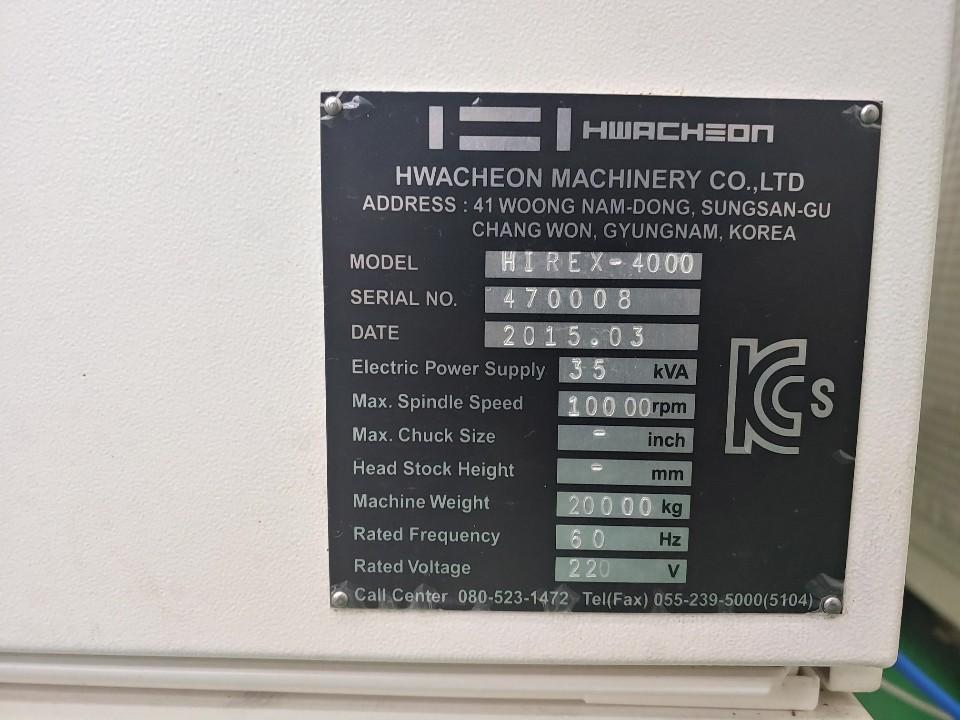 HWACHEON
HWACHEON MACHINERY CO.,LTD
ADDRESS : 41 WOONG NAM-DONG, SUNGSAN-GU
CHANG WON, GYUNGNAM, KOREA
MODEL HIREX-4000
SERIAL NO. 470008
DATE 2015.03
Electric Power Supply 35 kVA
Max. Spindle Speed 10000 rpm
Max. Chuck Size - inch
Head Stock Height - mm
Machine Weight 20000 kg
Rated Frequency 60 Hz
Rated Voltage 220 V
KCs
Call Center 080-523-1472 Tel(Fax) 055-239-5000(5104)